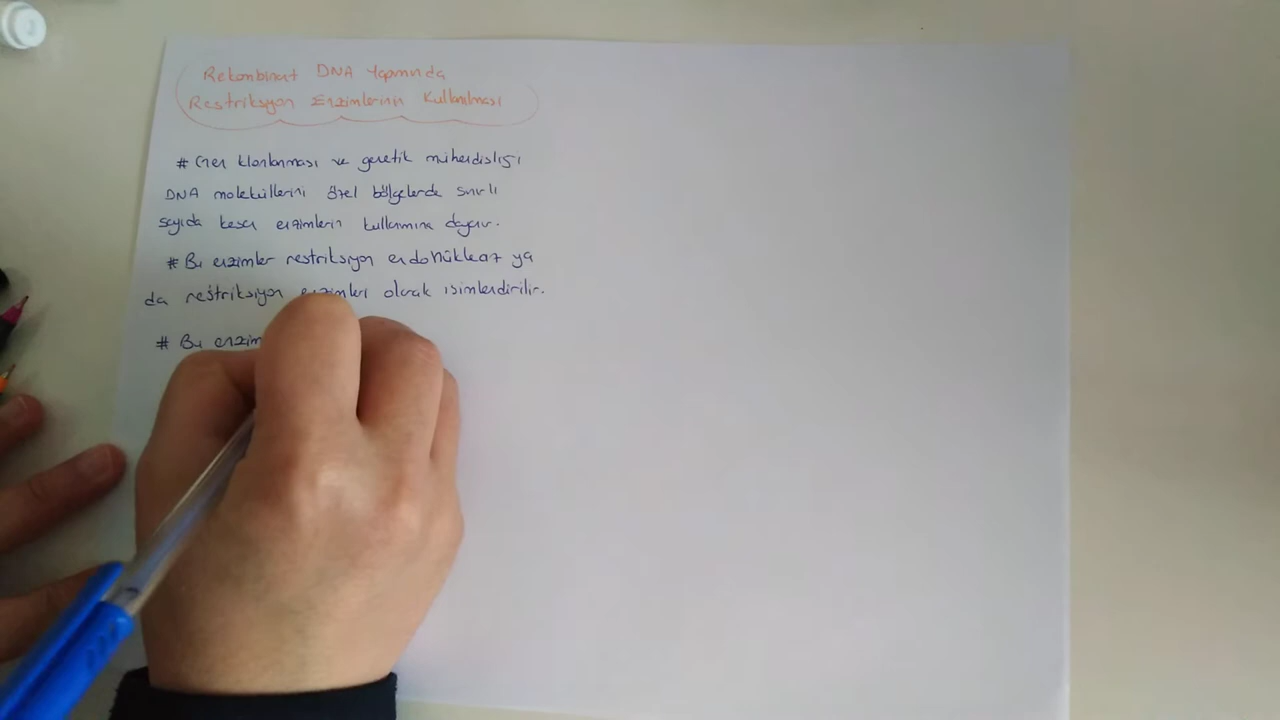 Rekombinant DNA Yapımında
Restriksyon Enzimlerinin Kullanılması
# Gen klonlanması ve genetik mühendisliği
DNA moleküllerini özel bölgelerde sınırlı
sayıda kesen enzimlerin kullanımına dayanır.
# Bu enzimler restriksiyon endonükleaz ya
da restriksiyon enzimleri olarak isimlendirilir.
# Bu enzim